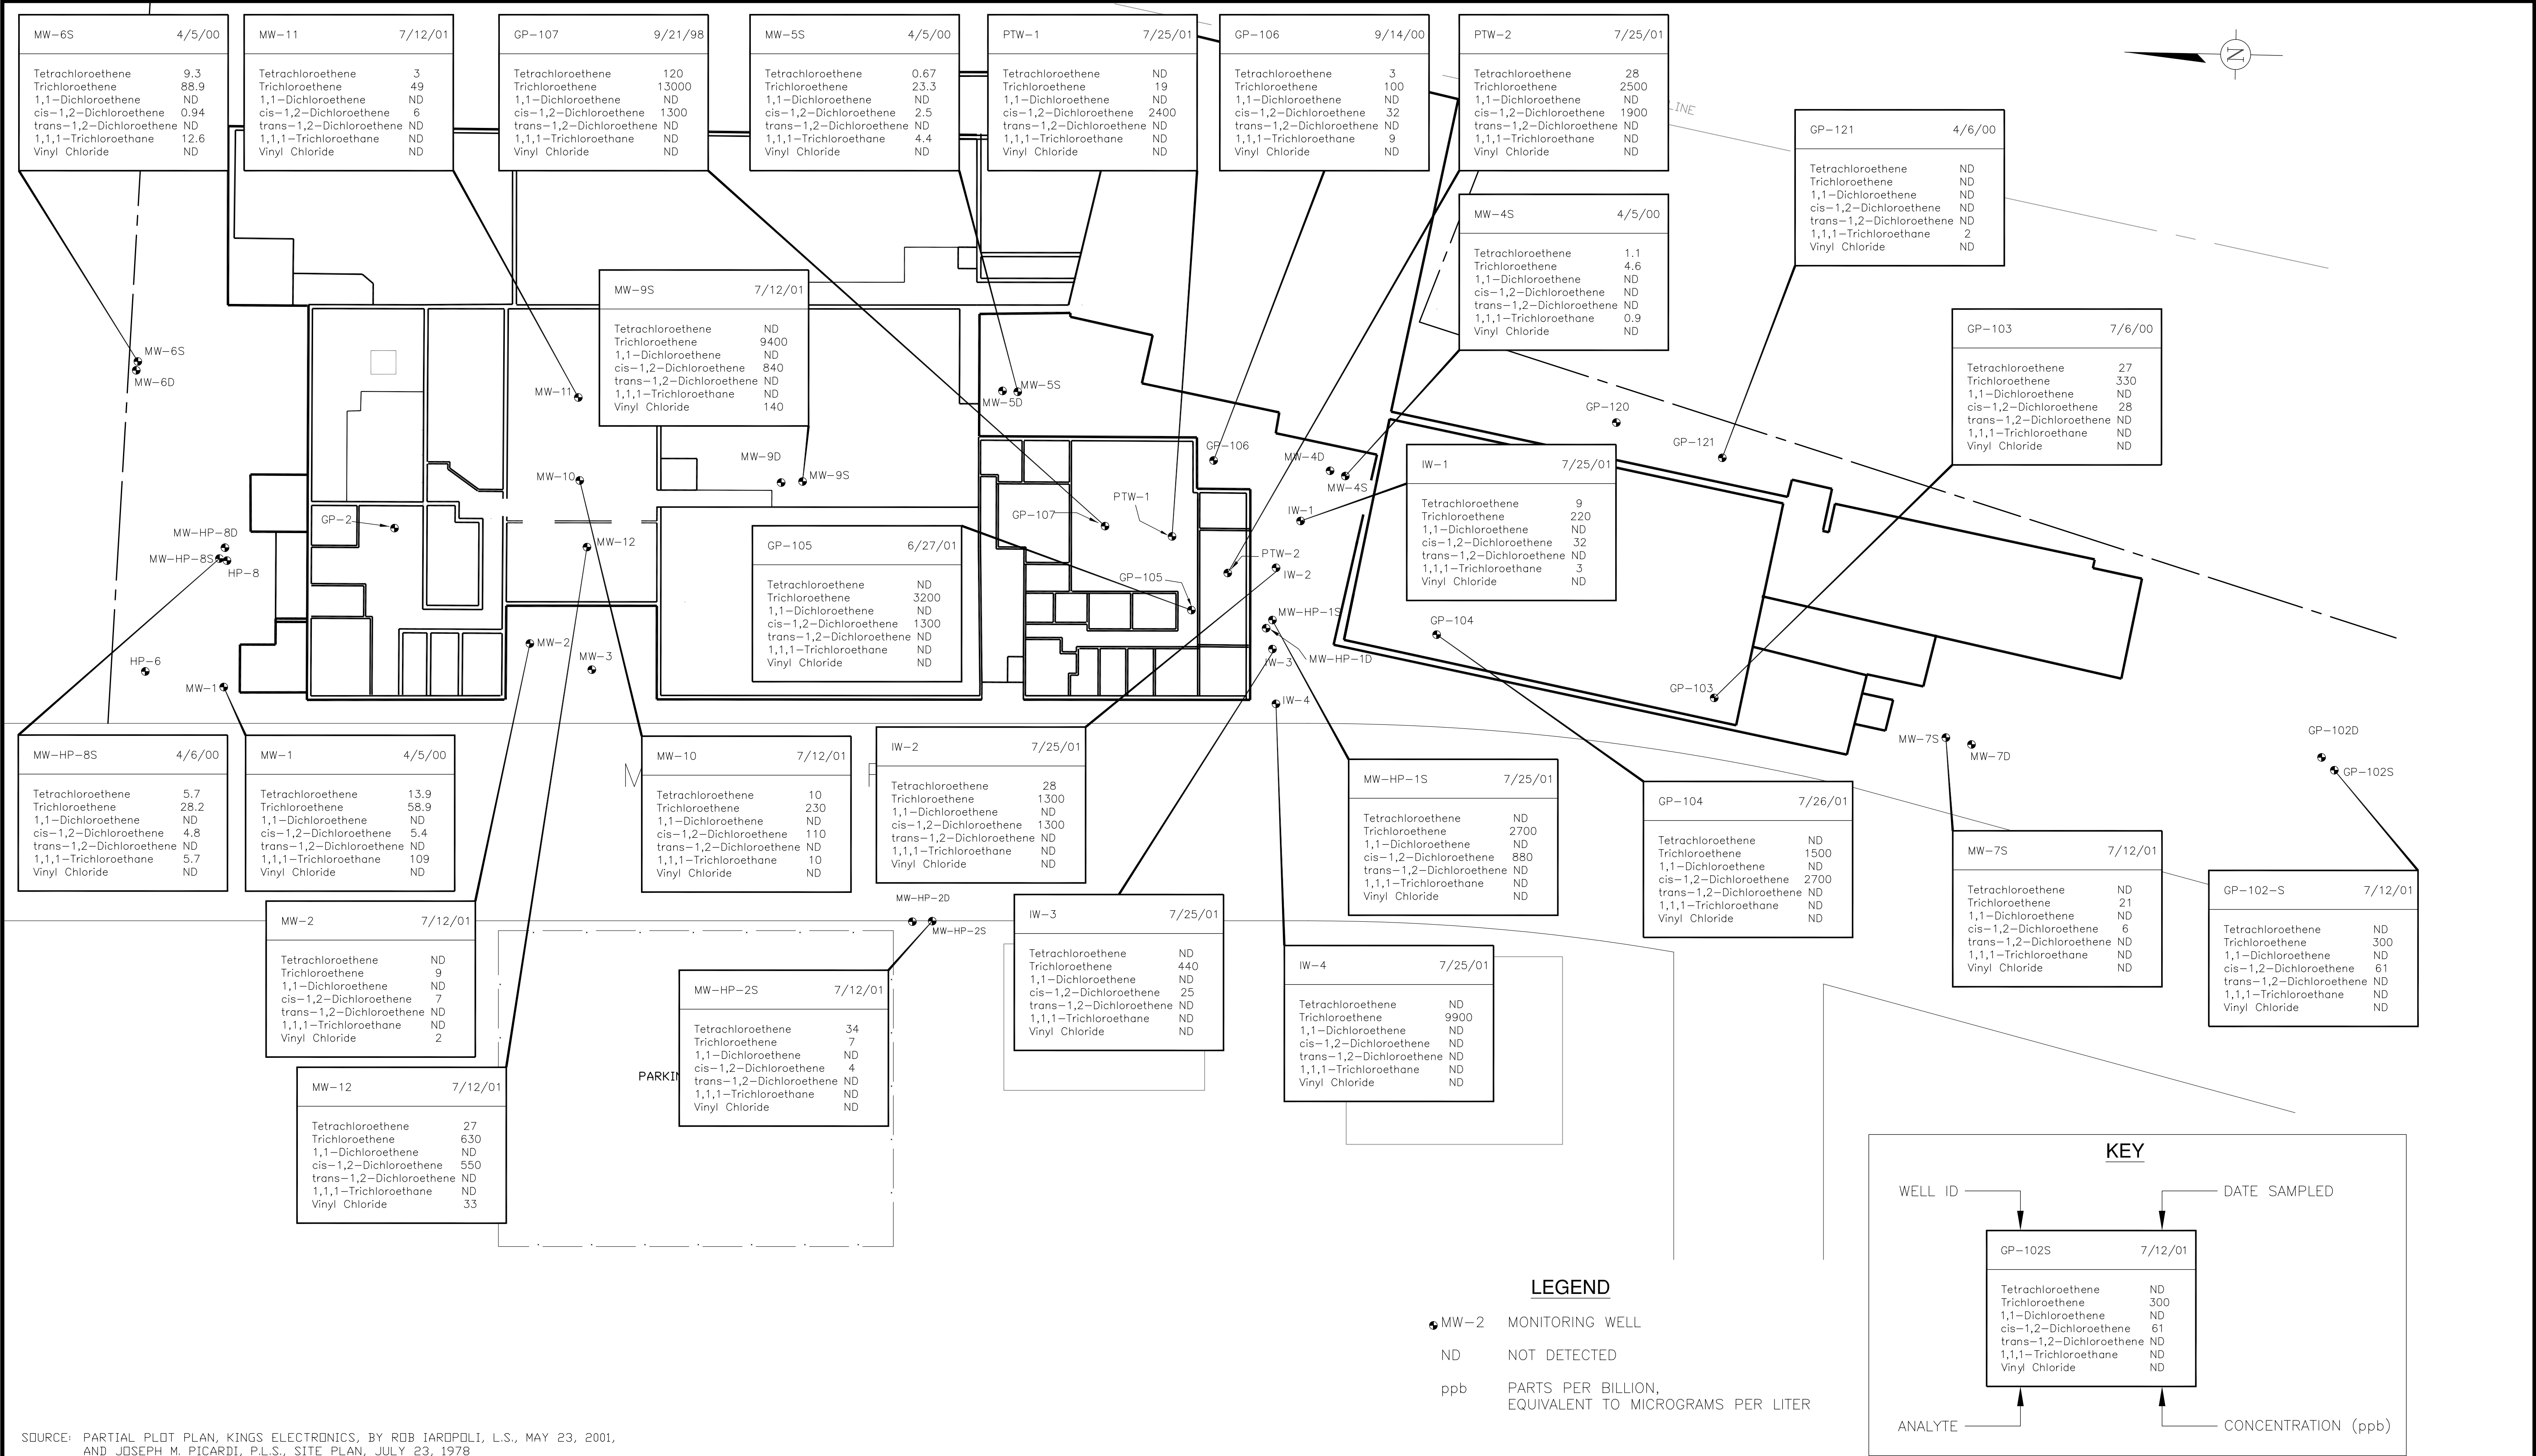 MW-6S 4/5/00
Tetrachloroethene 9.3
Trichloroethene 88.9
1,1-Dichloroethene ND
cis-1,2-Dichloroethene 0.94
trans-1,2-Dichloroethene ND
1,1,1-Trichloroethane 12.6
Vinyl Chloride ND
MW-11 7/12/01
Tetrachloroethene 3
Trichloroethene 49
1,1-Dichloroethene ND
cis-1,2-Dichloroethene 6
trans-1,2-Dichloroethene ND
1,1,1-Trichloroethane ND
Vinyl Chloride ND
GP-107 9/21/98
Tetrachloroethene 120
Trichloroethene 13000
1,1-Dichloroethene ND
cis-1,2-Dichloroethene 1300
trans-1,2-Dichloroethene ND
1,1,1-Trichloroethane ND
Vinyl Chloride ND
MW-5S 4/5/00
Tetrachloroethene 0.67
Trichloroethene 23.3
1,1-Dichloroethene ND
cis-1,2-Dichloroethene 2.5
trans-1,2-Dichloroethene ND
1,1,1-Trichloroethane 4.4
Vinyl Chloride ND
PTW-1 7/25/01
Tetrachloroethene ND
Trichloroethene 19
1,1-Dichloroethene ND
cis-1,2-Dichloroethene 2400
trans-1,2-Dichloroethene ND
1,1,1-Trichloroethane ND
Vinyl Chloride ND
GP-106 9/14/00
Tetrachloroethene 3
Trichloroethene 100
1,1-Dichloroethene ND
cis-1,2-Dichloroethene 32
trans-1,2-Dichloroethene ND
1,1,1-Trichloroethane 9
Vinyl Chloride ND
PTW-2 7/25/01
Tetrachloroethene 28
Trichloroethene 2500
1,1-Dichloroethene ND
cis-1,2-Dichloroethene 1900
trans-1,2-Dichloroethene ND
1,1,1-Trichloroethane ND
Vinyl Chloride ND
LINE
N
GP-121 4/6/00
Tetrachloroethene ND
Trichloroethene ND
1,1-Dichloroethene ND
cis-1,2-Dichloroethene ND
trans-1,2-Dichloroethene ND
1,1,1-Trichloroethane 2
Vinyl Chloride ND
MW-4S 4/5/00
Tetrachloroethene 1.1
Trichloroethene 4.6
1,1-Dichloroethene ND
cis-1,2-Dichloroethene ND
trans-1,2-Dichloroethene ND
1,1,1-Trichloroethane 0.9
Vinyl Chloride ND
MW-9S 7/12/01
Tetrachloroethene ND
Trichloroethene 9400
1,1-Dichloroethene ND
cis-1,2-Dichloroethene 840
trans-1,2-Dichloroethene ND
1,1,1-Trichloroethane ND
Vinyl Chloride 140
GP-103 7/6/00
Tetrachloroethene 27
Trichloroethene 330
1,1-Dichloroethene ND
cis-1,2-Dichloroethene 28
trans-1,2-Dichloroethene ND
1,1,1-Trichloroethane ND
Vinyl Chloride ND
MW-6S
MW-6D
MW-11
MW-5S
MW-5D
GP-120
GP-121
GP-106
MW-4D
MW-4S
MW-9D
MW-9S
MW-10
IW-1 7/25/01
Tetrachloroethene 9
Trichloroethene 220
1,1-Dichloroethene ND
cis-1,2-Dichloroethene 32
trans-1,2-Dichloroethene ND
1,1,1-Trichloroethane 3
Vinyl Chloride ND
PTW-1
GP-107
IW-1
GP-2
MW-HP-8D
MW-HP-8S
HP-8
MW-12
GP-105 6/27/01
Tetrachloroethene ND
Trichloroethene 3200
1,1-Dichloroethene ND
cis-1,2-Dichloroethene 1300
trans-1,2-Dichloroethene ND
1,1,1-Trichloroethane ND
Vinyl Chloride ND
PTW-2
IW-2
GP-105
MW-HP-1S
GP-104
MW-2
MW-3
IW-3
MW-HP-1D
HP-6
MW-1
GP-103
IW-4
MW-7S
MW-7D
GP-102D
GP-102S
MW-HP-8S 4/6/00
Tetrachloroethene 5.7
Trichloroethene 28.2
1,1-Dichloroethene ND
cis-1,2-Dichloroethene 4.8
trans-1,2-Dichloroethene ND
1,1,1-Trichloroethane 5.7
Vinyl Chloride ND
MW-1 4/5/00
Tetrachloroethene 13.9
Trichloroethene 58.9
1,1-Dichloroethene ND
cis-1,2-Dichloroethene 5.4
trans-1,2-Dichloroethene ND
1,1,1-Trichloroethane 109
Vinyl Chloride ND
MW-10 7/12/01
Tetrachloroethene 10
Trichloroethene 230
1,1-Dichloroethene ND
cis-1,2-Dichloroethene 110
trans-1,2-Dichloroethene ND
1,1,1-Trichloroethane 10
Vinyl Chloride ND
IW-2 7/25/01
Tetrachloroethene 28
Trichloroethene 1300
1,1-Dichloroethene ND
cis-1,2-Dichloroethene 1300
trans-1,2-Dichloroethene ND
1,1,1-Trichloroethane ND
Vinyl Chloride ND
MW-HP-1S 7/25/01
Tetrachloroethene ND
Trichloroethene 2700
1,1-Dichloroethene ND
cis-1,2-Dichloroethene 880
trans-1,2-Dichloroethene ND
1,1,1-Trichloroethane ND
Vinyl Chloride ND
GP-104 7/26/01
Tetrachloroethene ND
Trichloroethene 1500
1,1-Dichloroethene ND
cis-1,2-Dichloroethene 2700
trans-1,2-Dichloroethene ND
1,1,1-Trichloroethane ND
Vinyl Chloride ND
MW-7S 7/12/01
Tetrachloroethene ND
Trichloroethene 21
1,1-Dichloroethene ND
cis-1,2-Dichloroethene 6
trans-1,2-Dichloroethene ND
1,1,1-Trichloroethane ND
Vinyl Chloride ND
GP-102-S 7/12/01
Tetrachloroethene ND
Trichloroethene 300
1,1-Dichloroethene ND
cis-1,2-Dichloroethene 61
trans-1,2-Dichloroethene ND
1,1,1-Trichloroethane ND
Vinyl Chloride ND
MW-2 7/12/01
Tetrachloroethene ND
Trichloroethene 9
1,1-Dichloroethene ND
cis-1,2-Dichloroethene 7
trans-1,2-Dichloroethene ND
1,1,1-Trichloroethane ND
Vinyl Chloride 2
MW-HP-2D
MW-HP-2S
MW-HP-2S 7/12/01
Tetrachloroethene 34
Trichloroethene 7
1,1-Dichloroethene ND
cis-1,2-Dichloroethene 4
trans-1,2-Dichloroethene ND
1,1,1-Trichloroethane ND
Vinyl Chloride ND
IW-3 7/25/01
Tetrachloroethene ND
Trichloroethene 440
1,1-Dichloroethene ND
cis-1,2-Dichloroethene 25
trans-1,2-Dichloroethene ND
1,1,1-Trichloroethane ND
Vinyl Chloride ND
IW-4 7/25/01
Tetrachloroethene ND
Trichloroethene 9900
1,1-Dichloroethene ND
cis-1,2-Dichloroethene ND
trans-1,2-Dichloroethene ND
1,1,1-Trichloroethane ND
Vinyl Chloride ND
MW-12 7/12/01
Tetrachloroethene 27
Trichloroethene 630
1,1-Dichloroethene ND
cis-1,2-Dichloroethene 550
trans-1,2-Dichloroethene ND
1,1,1-Trichloroethane ND
Vinyl Chloride 33
KEY
WELL ID
DATE SAMPLED
GP-102S 7/12/01
Tetrachloroethene ND
Trichloroethene 300
1,1-Dichloroethene ND
cis-1,2-Dichloroethene 61
trans-1,2-Dichloroethene ND
1,1,1-Trichloroethane ND
Vinyl Chloride ND
ANALYTE
CONCENTRATION (ppb)
LEGEND
MW-2 MONITORING WELL
ND NOT DETECTED
ppb PARTS PER BILLION,
EQUIVALENT TO MICROGRAMS PER LITER
SOURCE: PARTIAL PLOT PLAN, KINGS ELECTRONICS, BY ROB IAROPOLI, L.S., MAY 23, 2001,
AND JOSEPH M. PICARDI, P.L.S., SITE PLAN, JULY 23, 1978